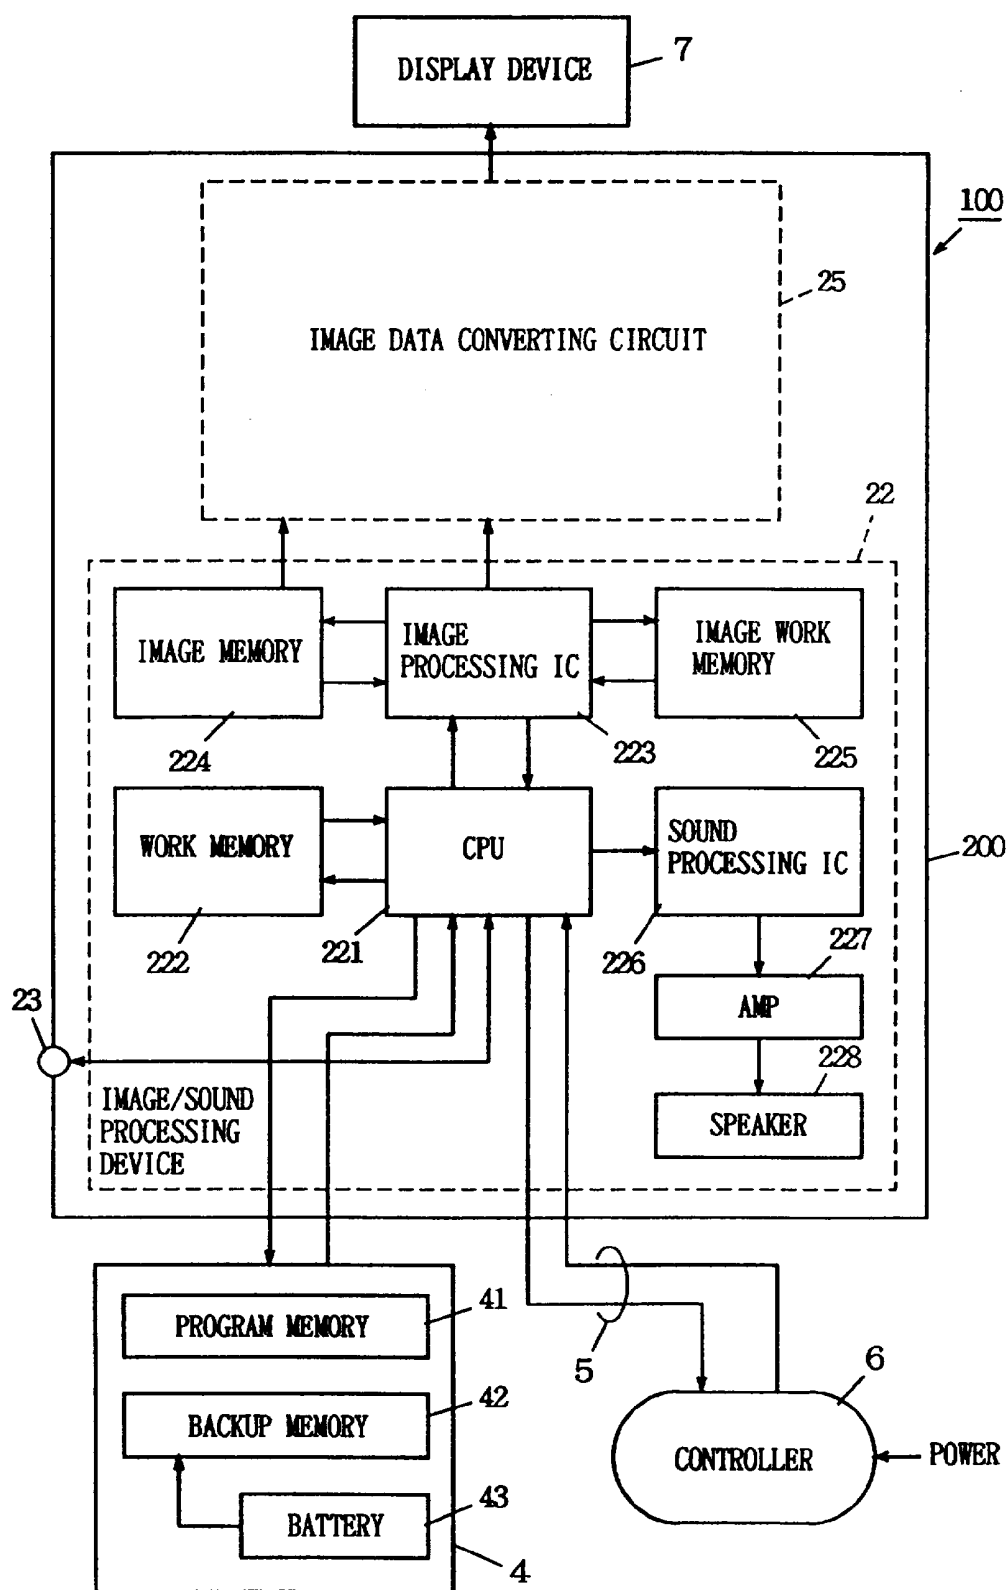 DISPLAY DEVICE
7
100
25
IMAGE DATA CONVERTING CIRCUIT
22
IMAGE MEMORY
IMAGE
PROCESSING IC
IMAGE WORK
MEMORY
224
223
225
WORK MEMORY
CPU
SOUND
PROCESSING IC
200
222
221
226
227
AMP
23
228
IMAGE/SOUND
PROCESSING
DEVICE
SPEAKER
PROGRAM MEMORY
41
5
6
BACKUP MEMORY
42
CONTROLLER
POWER
BATTERY
43
4